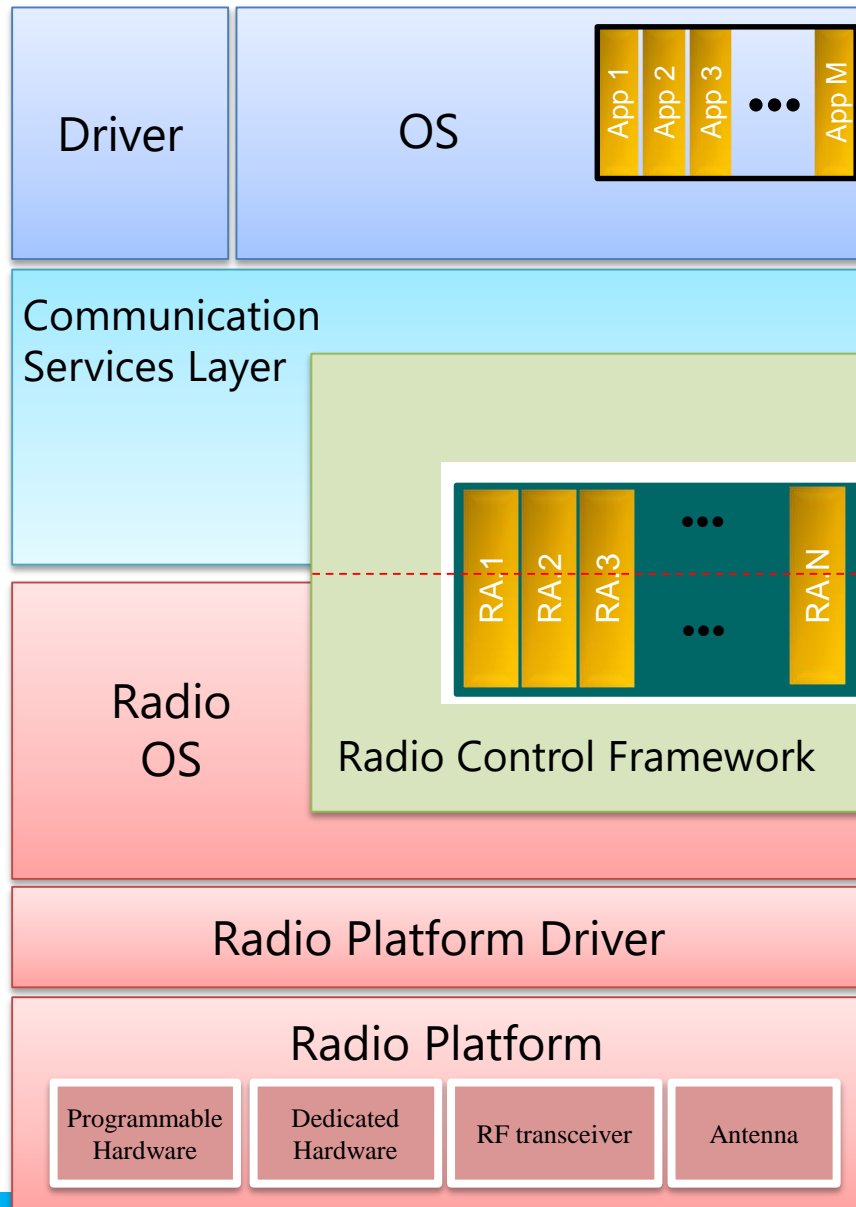 Driver
OS
App 1
App 2
App 3
•••
App M
Communication
Services Layer
RA.1
RA.2
RA.3
•••
•••
RA.N
Radio
OS
Radio Control Framework
Radio Platform Driver
Radio Platform
Programmable
Hardware
Dedicated
Hardware
RF transceiver
Antenna